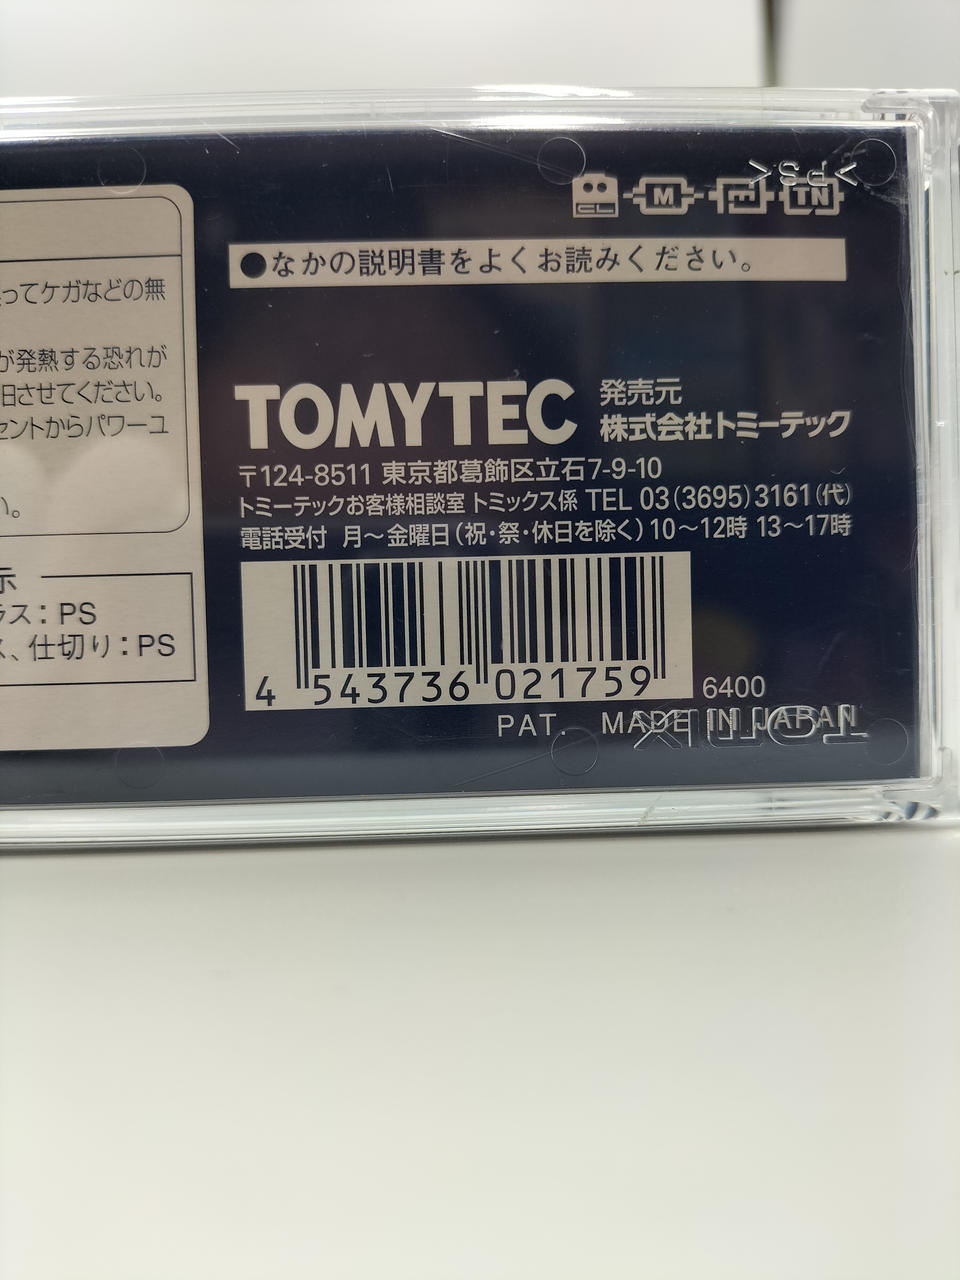 CL M F TN
>PS<
●なかの説明書をよくお読みください。
ってケガなどの無
が発熱する恐れが
旧させてください。
セントからパワーユ
い。
示
ラス:PS
ス、仕切り:PS
TOMYTEC 発売元
株式会社トミーテック
〒124-8511 東京都葛飾区立石7-9-10
トミーテックお客様相談室 トミックス係 TEL 03(3695)3161(代)
電話受付 月~金曜日(祝・祭・休日を除く)10~12時 13~17時
4 543736 021759
6400
PAT. MADE IN JAPAN
TOMIX